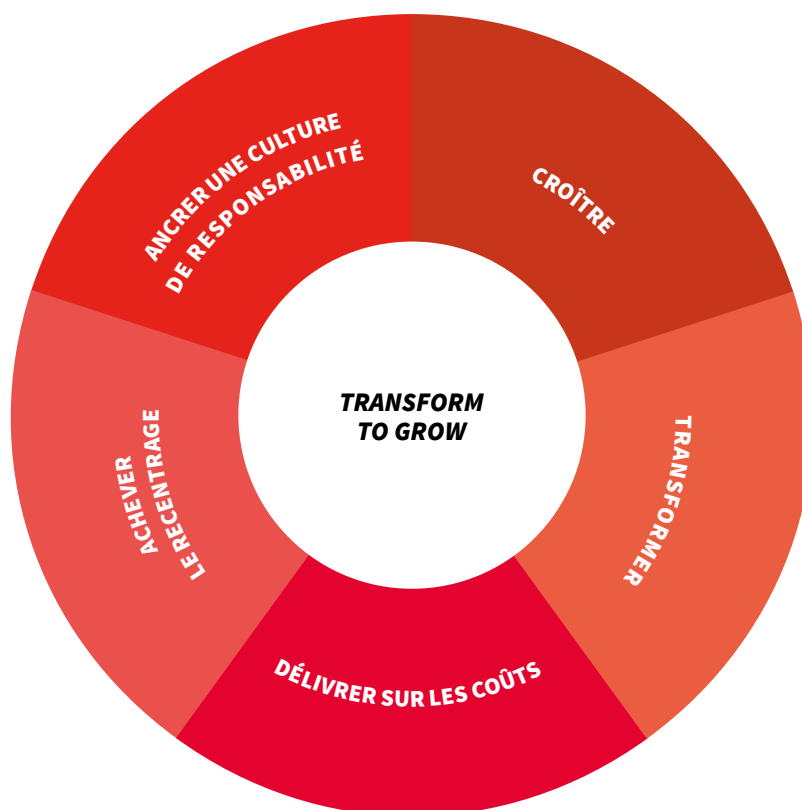 ANCRER UNE CULTURE
DE RESPONSABILITÉ
CROÎTRE
TRANSFORMER
DÉLIVRER SUR LES COÛTS
ACHEVER
LE RECENTRAGE
TRANSFORM
TO GROW